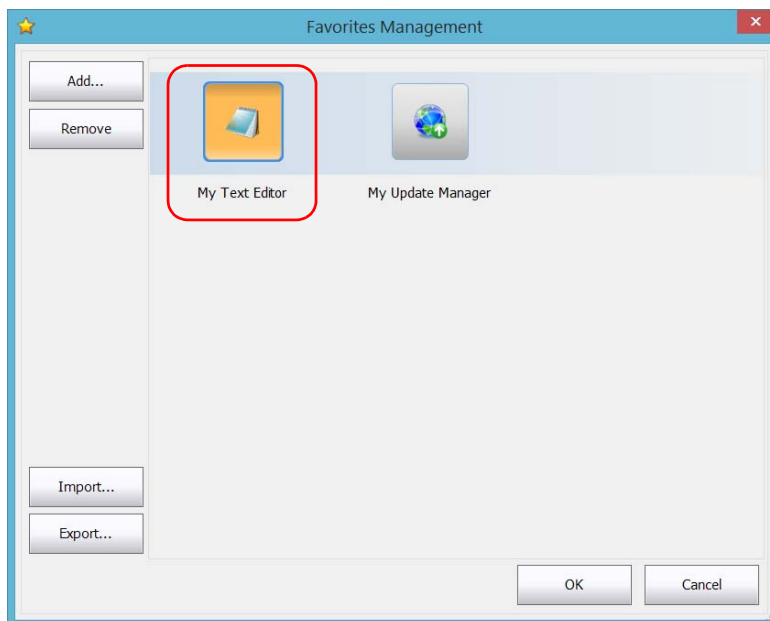 Favorites Management
Add...
Remove
My Text Editor
My Update Manager
Import...
Export...
OK
Cancel